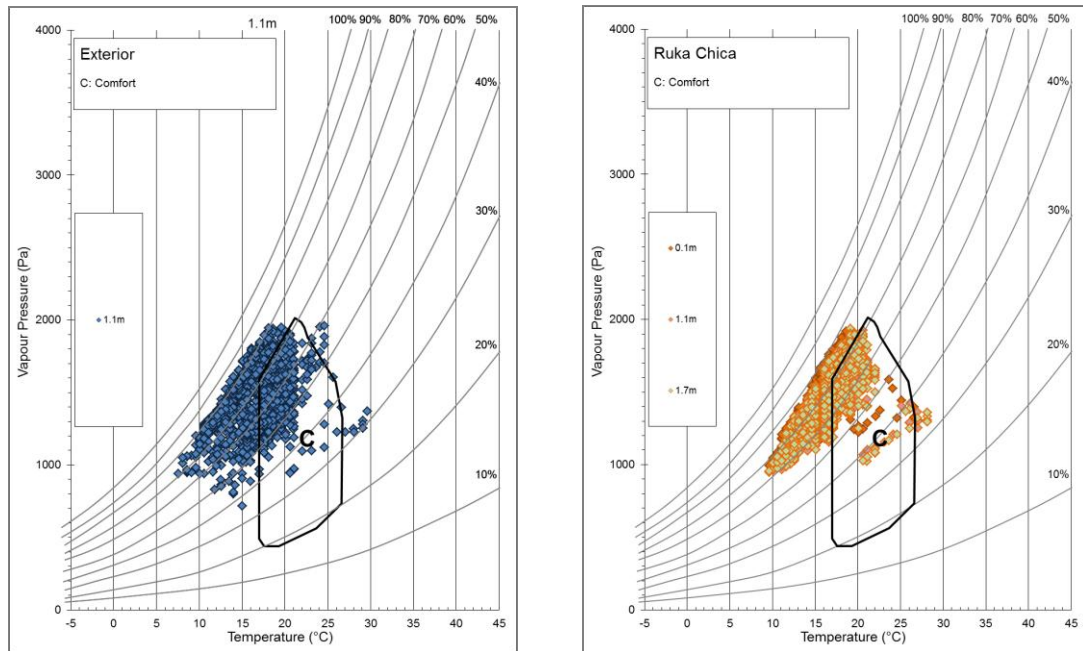 1.1m
100% 90% 80% 70% 60% 50%
4000
Exterior
C: Comfort
40%
3000
30%
Vapour Pressure (Pa)
1.1m
2000
20%
C
1000
10%
0
-5 0 5 10 15 20 25 30 35 40 45
Temperature (°C)
100% 90% 80% 70% 60% 50%
4000
Ruka Chica
C: Comfort
40%
3000
30%
0.1m
Vapour Pressure (Pa)
1.1m
2000
20%
1.7m
C
1000
10%
0
-5 0 5 10 15 20 25 30 35 40 45
Temperature (°C)